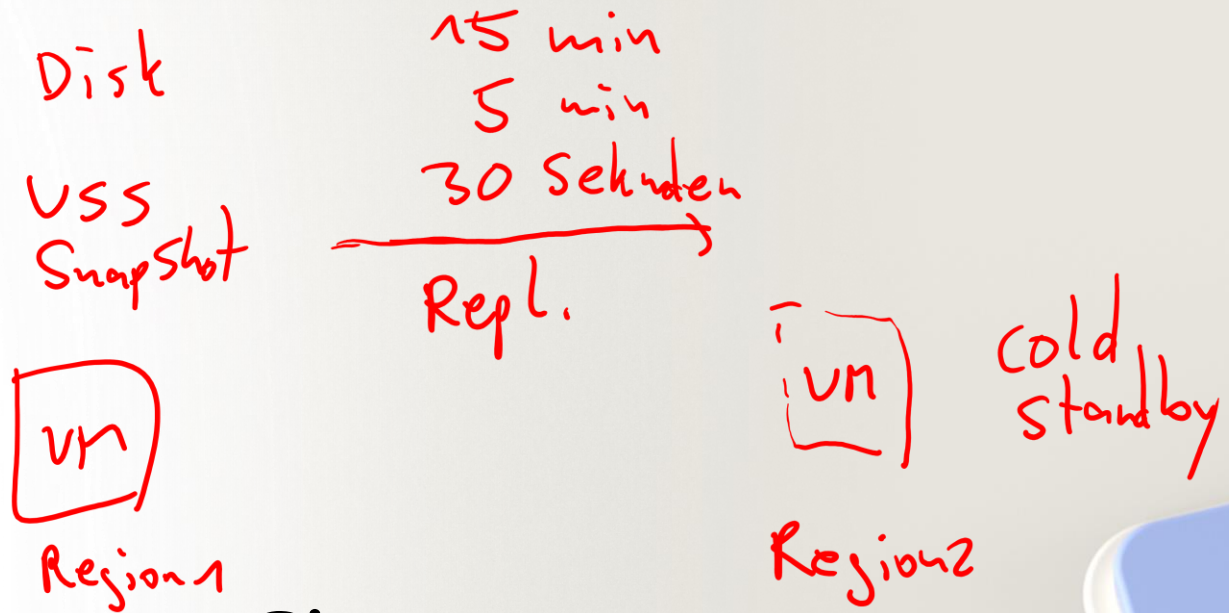 Disk
VSS
Snapshot
15 min
5 min
30 Sekunden
Repl.
VM
Region1
VM
cold
standby
Region2